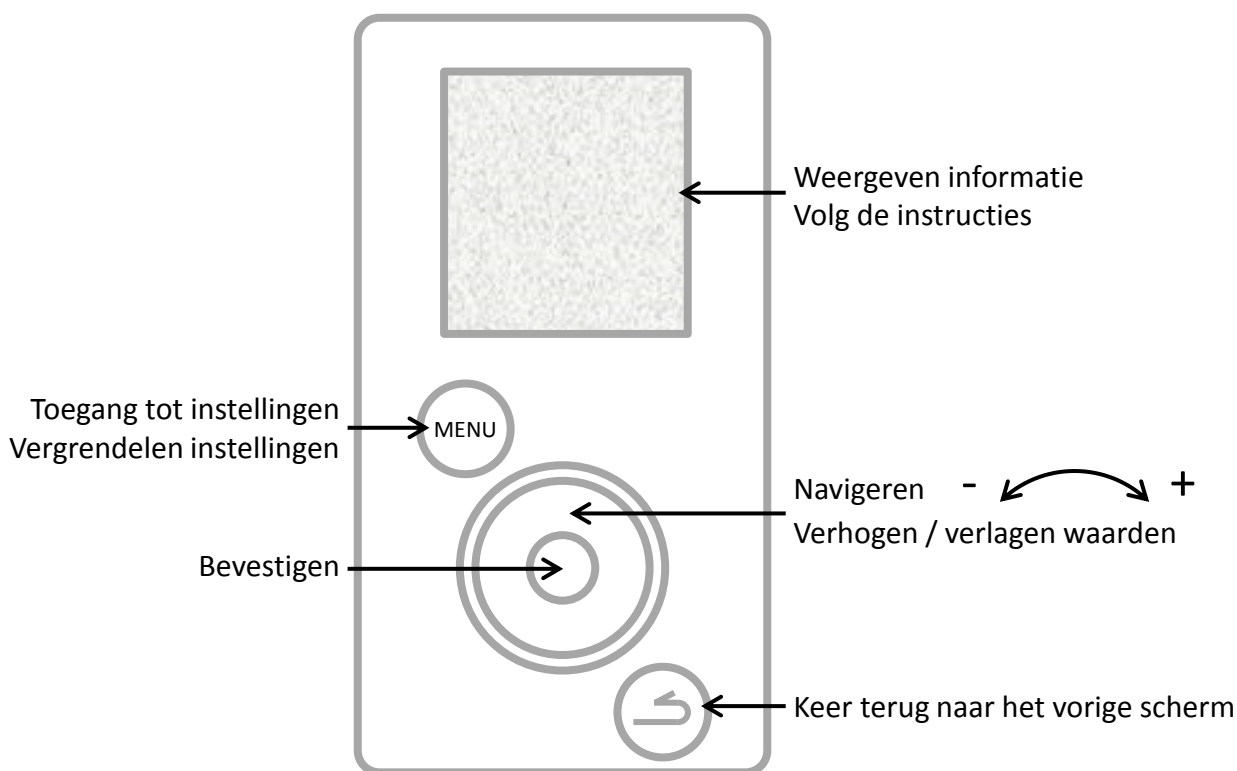 Weergeven informatie
Volg de instructies
Toegang tot instellingen
Vergrendelen instellingen
MENU
Navigeren - +
Verhogen / verlagen waarden
Bevestigen
Keer terug naar het vorige scherm